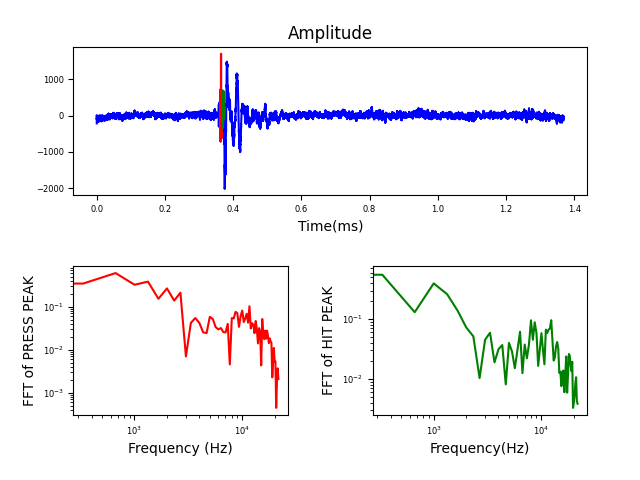 Amplitude
1000
0
−1000
−2000
0.0 0.2 0.4 0.6 0.8 1.0 1.2 1.4
Time(ms)
FFT of PRESS PEAK
10⁻¹
10⁻²
10⁻³
10³ 10⁴
Frequency (Hz)
FFT of HIT PEAK
10⁻¹
10⁻²
10³ 10⁴
Frequency(Hz)